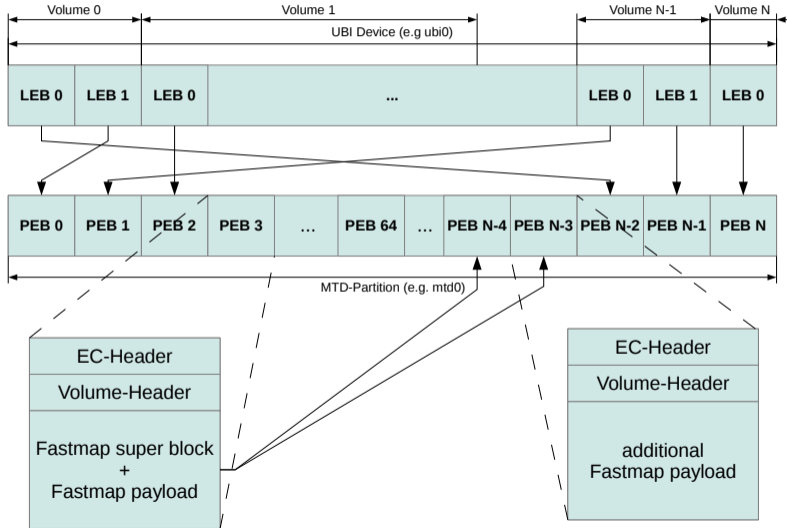 Volume 0 Volume 1 Volume N-1 Volume N
UBI Device (e.g ubi0)
LEB 0 LEB 1 LEB 0 ... LEB 0 LEB 1 LEB 0
PEB 0 PEB 1 PEB 2 PEB 3 ... PEB 64 ... PEB N-4 PEB N-3 PEB N-2 PEB N-1 PEB N
MTD-Partition (e.g. mtd0)
EC-Header
Volume-Header
Fastmap super block
+
Fastmap payload
EC-Header
Volume-Header
additional
Fastmap payload